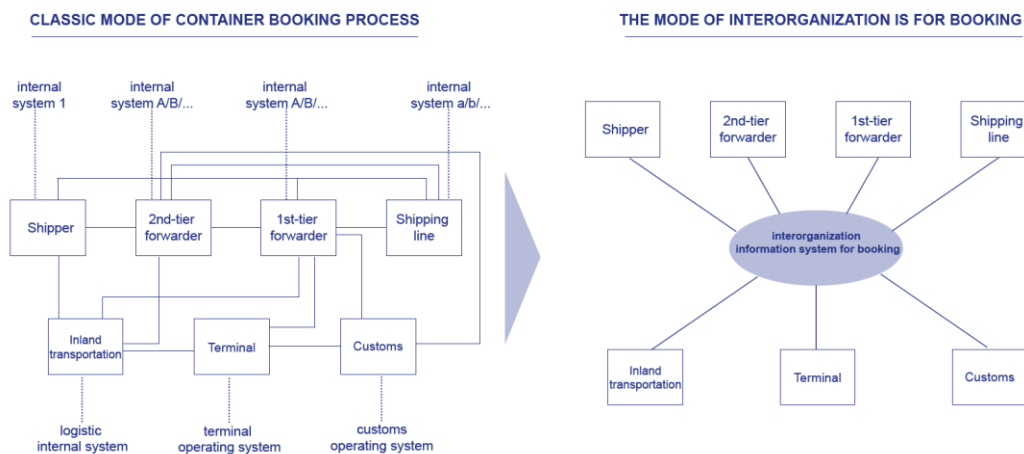 CLASSIC MODE OF CONTAINER BOOKING PROCESS
THE MODE OF INTERORGANIZATION IS FOR BOOKING
internal
system 1
internal
system A/B/...
internal
system A/B/...
internal
system a/b/...
Shipper
2nd-tier
forwarder
1st-tier
forwarder
Shipping
line
Inland
transportation
Terminal
Customs
logistic
internal system
terminal
operating system
customs
operating system
Shipper
2nd-tier
forwarder
1st-tier
forwarder
Shipping
line
interorganization
information system for booking
Inland
transportation
Terminal
Customs